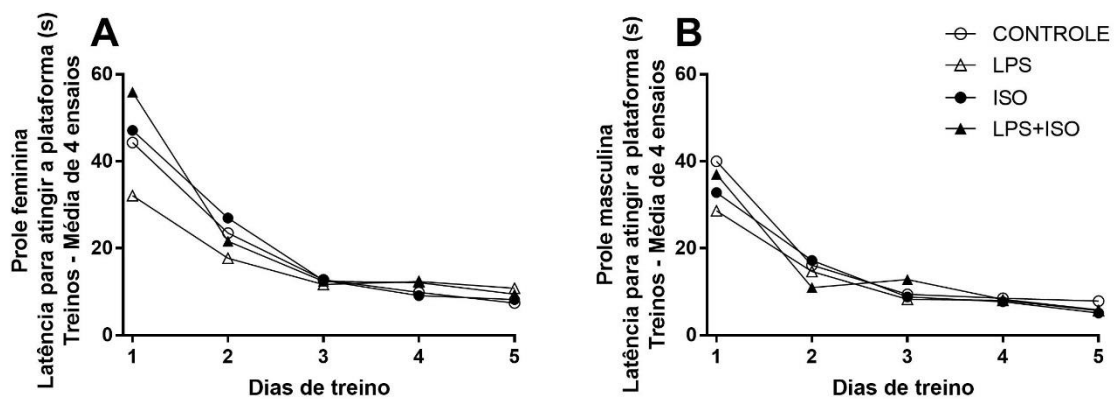 A
Prole feminina
Latência para atingir a plataforma (s)
Treinos - Média de 4 ensaios
60
40
20
0
1 2 3 4 5
Dias de treino
B
Prole masculina
Latência para atingir a plataforma (s)
Treinos - Média de 4 ensaios
60
40
20
0
1 2 3 4 5
Dias de treino
CONTROLE
LPS
ISO
LPS+ISO